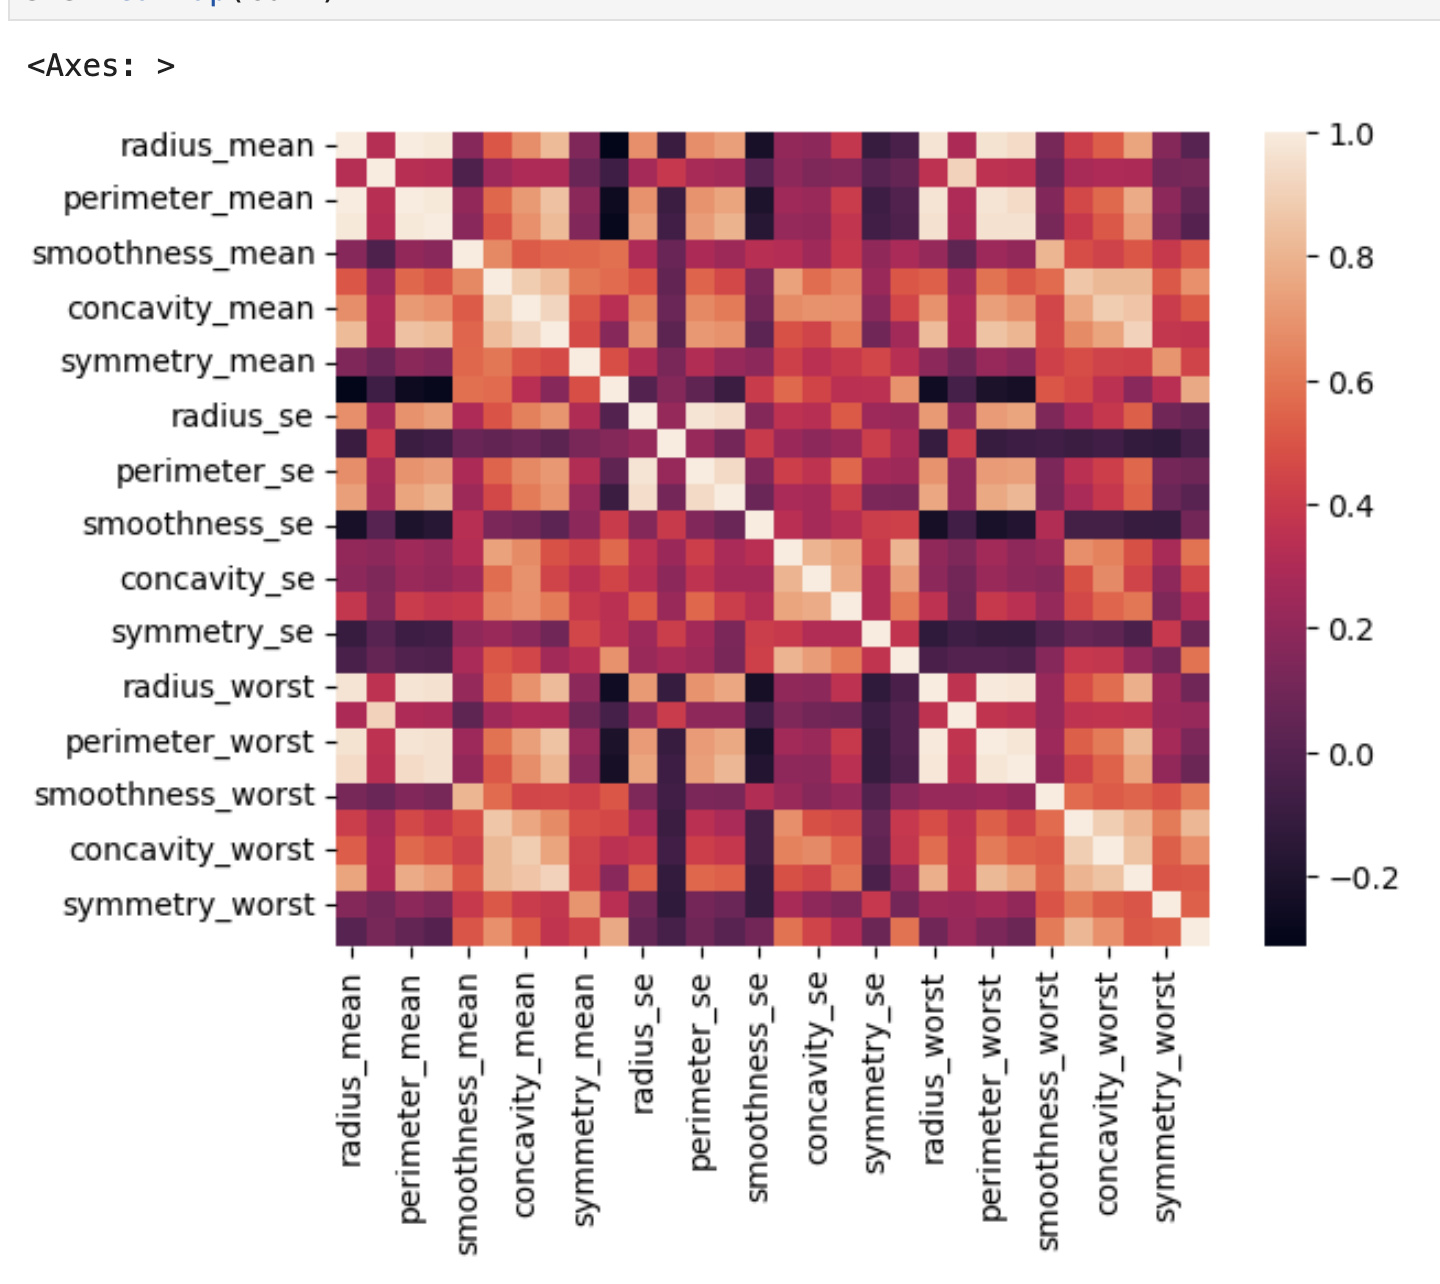 <Axes: >
radius_mean
perimeter_mean
smoothness_mean
concavity_mean
symmetry_mean
radius_se
perimeter_se
smoothness_se
concavity_se
symmetry_se
radius_worst
perimeter_worst
smoothness_worst
concavity_worst
symmetry_worst
1.0
0.8
0.6
0.4
0.2
0.0
−0.2
radius_mean
perimeter_mean
smoothness_mean
concavity_mean
symmetry_mean
radius_se
perimeter_se
smoothness_se
concavity_se
symmetry_se
radius_worst
perimeter_worst
smoothness_worst
concavity_worst
symmetry_worst